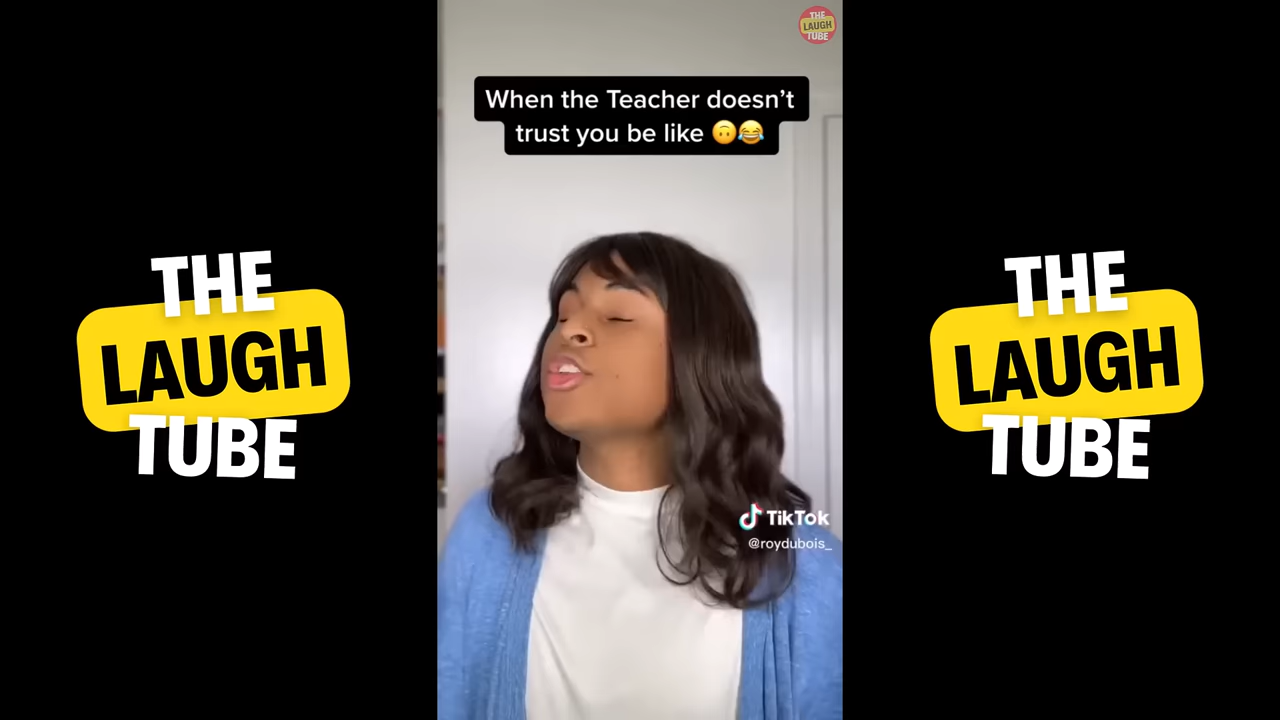 THE
LAUGH
TUBE
When the Teacher doesn't
trust you be like 🙃😂
THE
LAUGH
TUBE
THE
LAUGH
TUBE
TikTok
@roydubois_